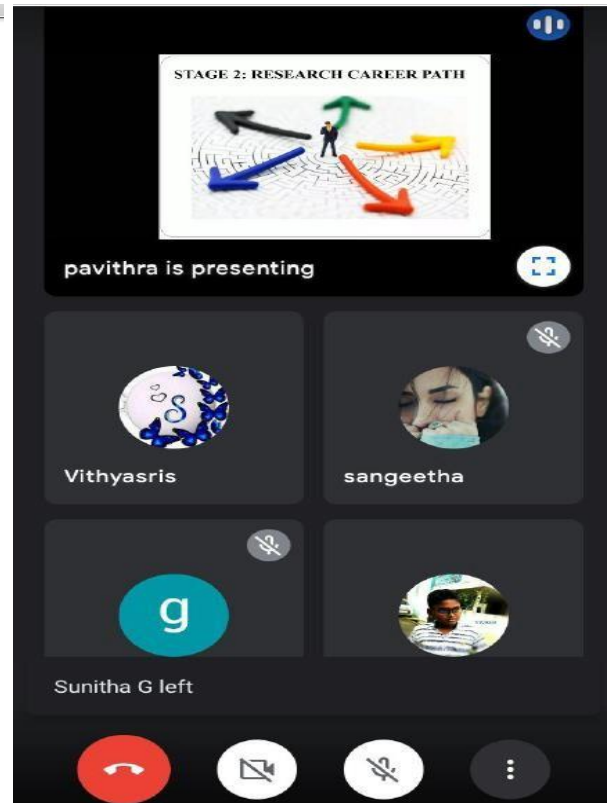 STAGE 2: RESEARCH CAREER PATH
pavithra is presenting
S
Vithyasris
sangeetha
g
Sunitha G left